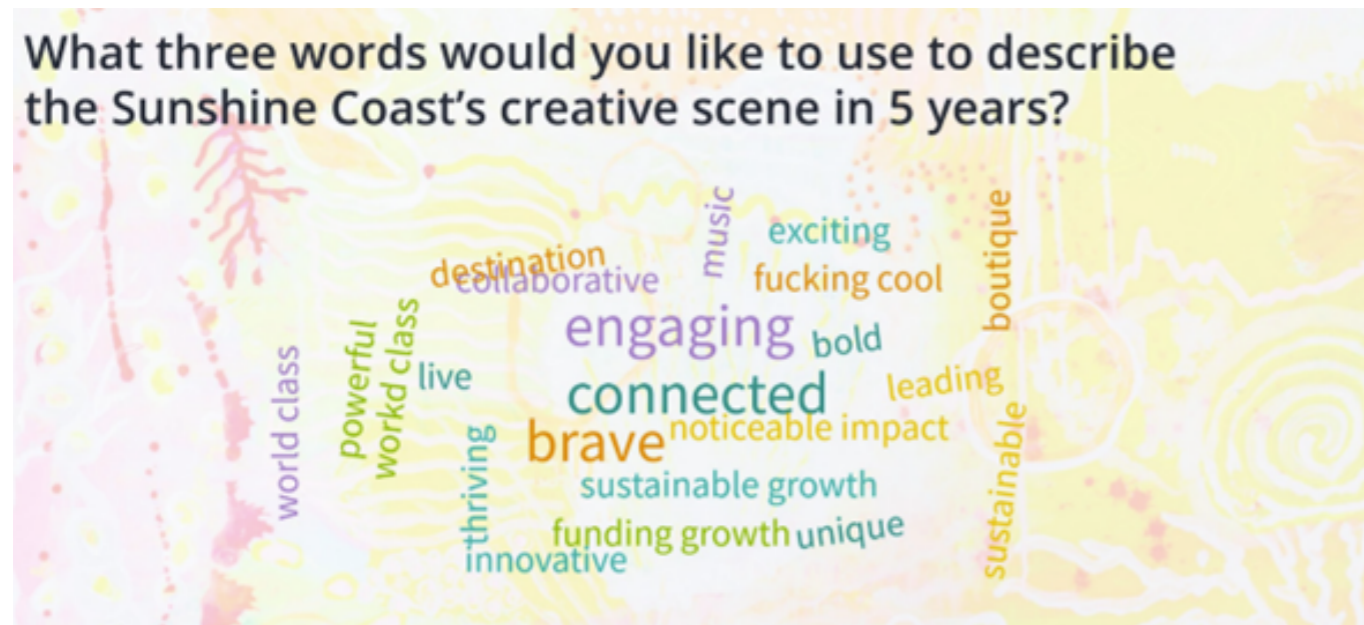 What three words would you like to use to describe
the Sunshine Coast's creative scene in 5 years?
music
exciting
boutique
destination
collaborative
fucking cool
engaging
bold
powerful
workd class
world class
live
connected
leading
brave
noticeable impact
thriving
sustainable growth
sustainable
funding growth
unique
innovative